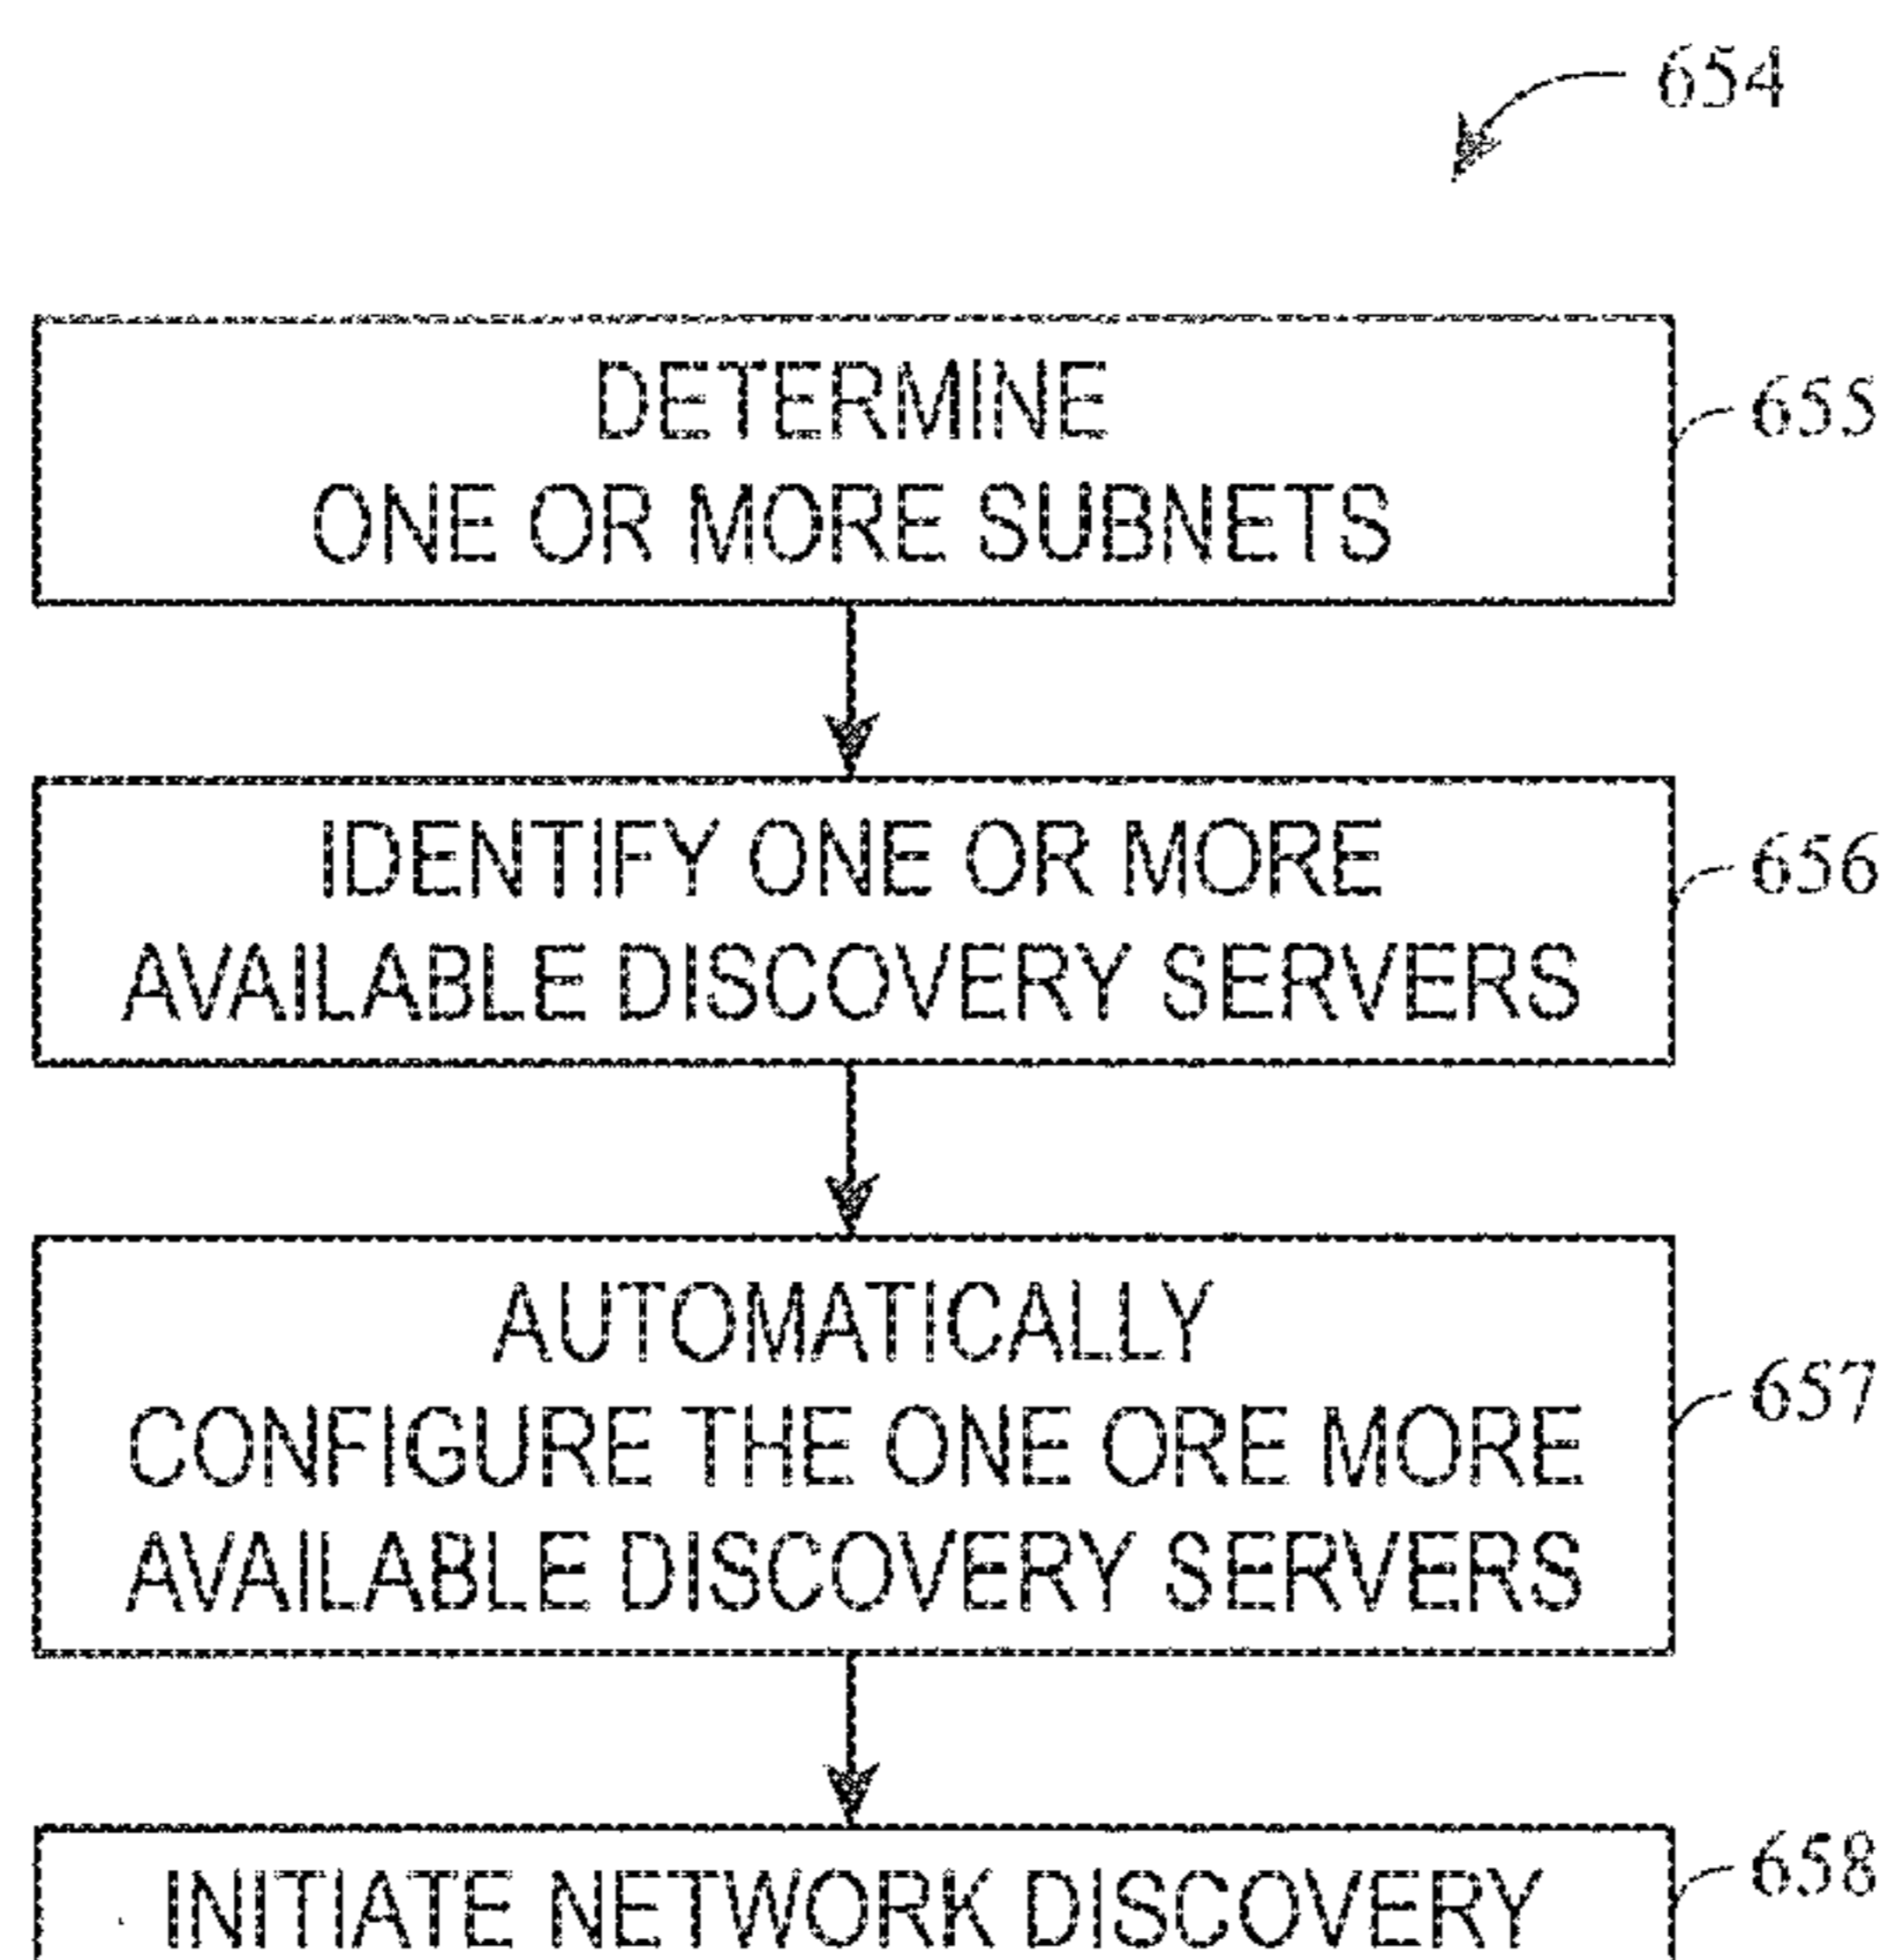 654
DETERMINE
ONE OR MORE SUBNETS
655
IDENTIFY ONE OR MORE
AVAILABLE DISCOVERY SERVERS
656
AUTOMATICALLY
CONFIGURE THE ONE ORE MORE
AVAILABLE DISCOVERY SERVERS
657
INITIATE NETWORK DISCOVERY
658